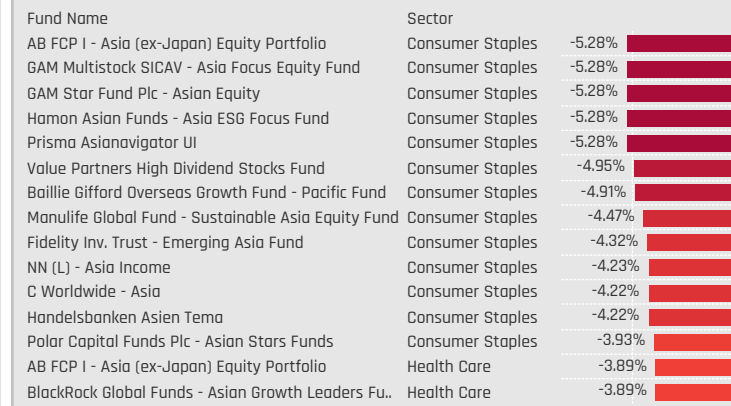 Fund Name Sector
AB FCP I - Asia (ex-Japan) Equity Portfolio Consumer Staples -5.28%
GAM Multistock SICAV - Asia Focus Equity Fund Consumer Staples -5.28%
GAM Star Fund Plc - Asian Equity Consumer Staples -5.28%
Hamon Asian Funds - Asia ESG Focus Fund Consumer Staples -5.28%
Prisma Asianavigator UI Consumer Staples -5.28%
Value Partners High Dividend Stocks Fund Consumer Staples -4.95%
Baillie Gifford Overseas Growth Fund - Pacific Fund Consumer Staples -4.91%
Manulife Global Fund - Sustainable Asia Equity Fund Consumer Staples -4.47%
Fidelity Inv. Trust - Emerging Asia Fund Consumer Staples -4.32%
NN (L) - Asia Income Consumer Staples -4.23%
C Worldwide - Asia Consumer Staples -4.22%
Handelsbanken Asien Tema Consumer Staples -4.22%
Polar Capital Funds Plc - Asian Stars Funds Consumer Staples -3.93%
AB FCP I - Asia (ex-Japan) Equity Portfolio Health Care -3.89%
BlackRock Global Funds - Asian Growth Leaders Fu.. Health Care -3.89%